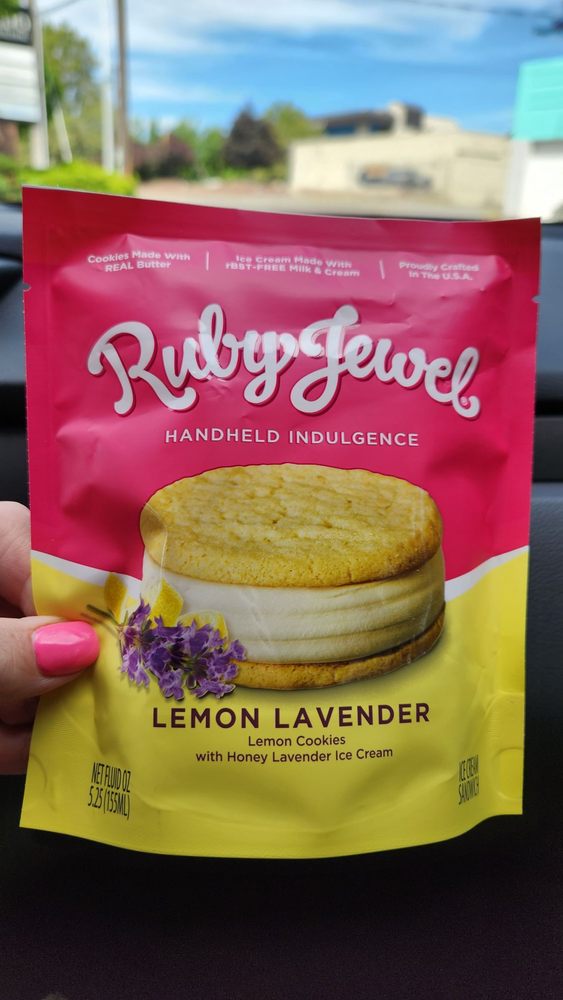 Cookies Made With
REAL Butter
Ice Cream Made With
rBST-FREE Milk & Cream
Proudly Crafted
In The U.S.A.
Ruby Jewel®
HANDHELD INDULGENCE
LEMON LAVENDER
Lemon Cookies
with Honey Lavender Ice Cream
NET FLUID OZ
5.25 (155ML)
ICE CREAM
SANDWICH